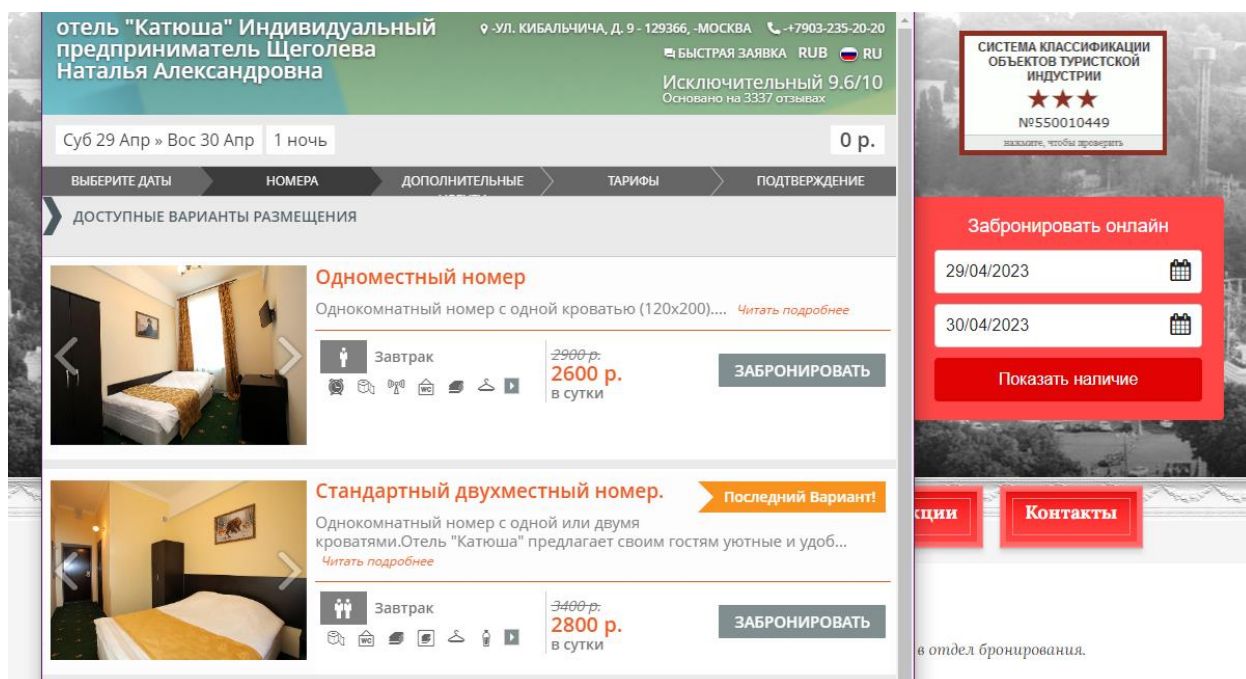 отель "Катюша" Индивидуальный
предприниматель Щеголева
Наталья Александровна
-УЛ. КИБАЛЬЧИЧА, Д. 9 - 129366, -МОСКВА -+7903-235-20-20
БЫСТРАЯ ЗАЯВКА RUB RU
Исключительный 9.6/10
Основано на 3337 отзывах
Суб 29 Апр » Вос 30 Апр 1 ночь 0 р.
ВЫБЕРИТЕ ДАТЫ НОМЕРА ДОПОЛНИТЕЛЬНЫЕ ТАРИФЫ ПОДТВЕРЖДЕНИЕ
ДОСТУПНЫЕ ВАРИАНТЫ РАЗМЕЩЕНИЯ
Одноместный номер
Однокомнатный номер с одной кроватью (120x200).... Читать подробнее
Завтрак
2900 р.
2600 р.
в сутки
ЗАБРОНИРОВАТЬ
WC
Стандартный двухместный номер.
Последний Вариант!
Однокомнатный номер с одной или двумя
кроватями.Отель "Катюша" предлагает своим гостям уютные и удоб...
Читать подробнее
Завтрак
3400 р.
2800 р.
в сутки
ЗАБРОНИРОВАТЬ
WC
СИСТЕМА КЛАССИФИКАЦИИ
ОБЪЕКТОВ ТУРИСТСКОЙ
ИНДУСТРИИ
★★★
№550010449
нажмите, чтобы проверить
Забронировать онлайн
29/04/2023
30/04/2023
Показать наличие
кции
Контакты
в отдел бронирования.